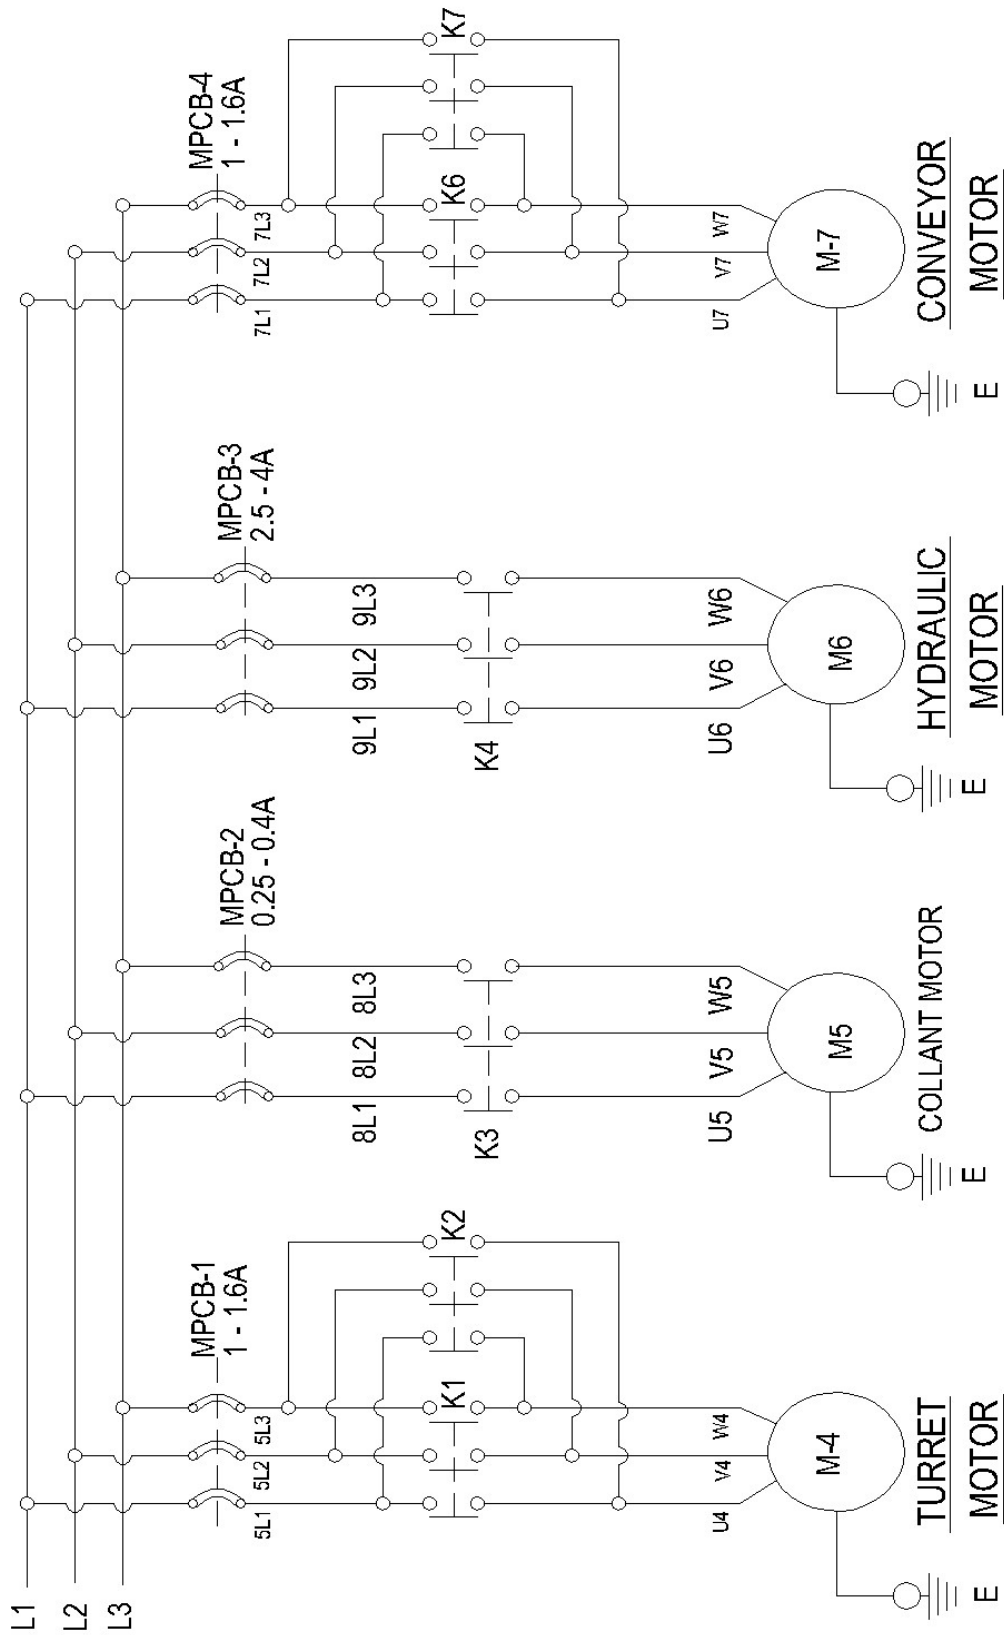 L1
L2
L3
MPCB-1
1 - 1.6A
5L1
5L2
5L3
K1
K2
U4
V4
W4
M-4
E
TURRET
MOTOR
MPCB-2
0.25 - 0.4A
8L1
8L2
8L3
K3
U5
V5
W5
M5
E
COLLANT MOTOR
MPCB-3
2.5 - 4A
9L1
9L2
9L3
K4
U6
V6
W6
M6
E
HYDRAULIC
MOTOR
MPCB-4
1 - 1.6A
7L1
7L2
7L3
K6
K7
U7
V7
W7
M-7
E
CONVEYOR
MOTOR